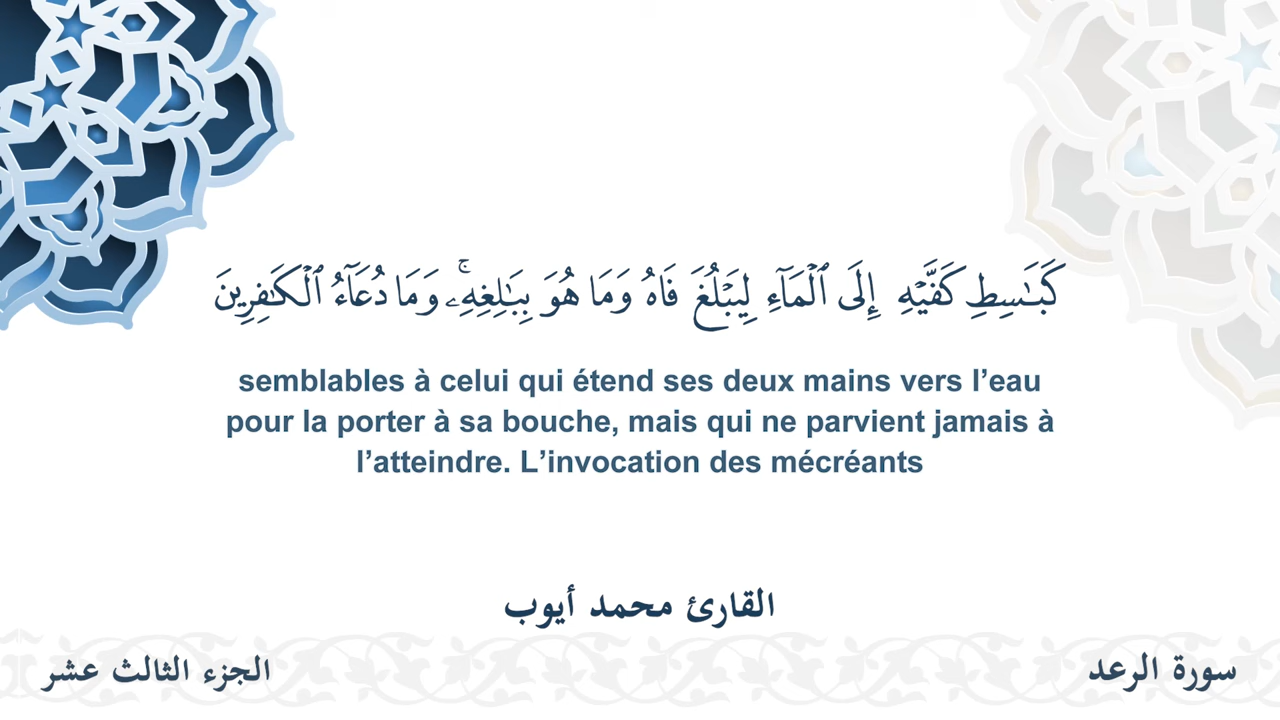 كَبَـٰسِطِ كَفَّيۡهِ إِلَى ٱلۡمَآءِ لِيَبۡلُغَ فَاهُ وَمَا هُوَ بِبَـٰلِغِهِۦۚ وَمَا دُعَآءُ ٱلۡكَـٰفِرِينَ
semblables à celui qui étend ses deux mains vers l’eau
pour la porter à sa bouche, mais qui ne parvient jamais à
l’atteindre. L’invocation des mécréants
القارئ محمد أيوب
سورة الرعد
الجزء الثالث عشر